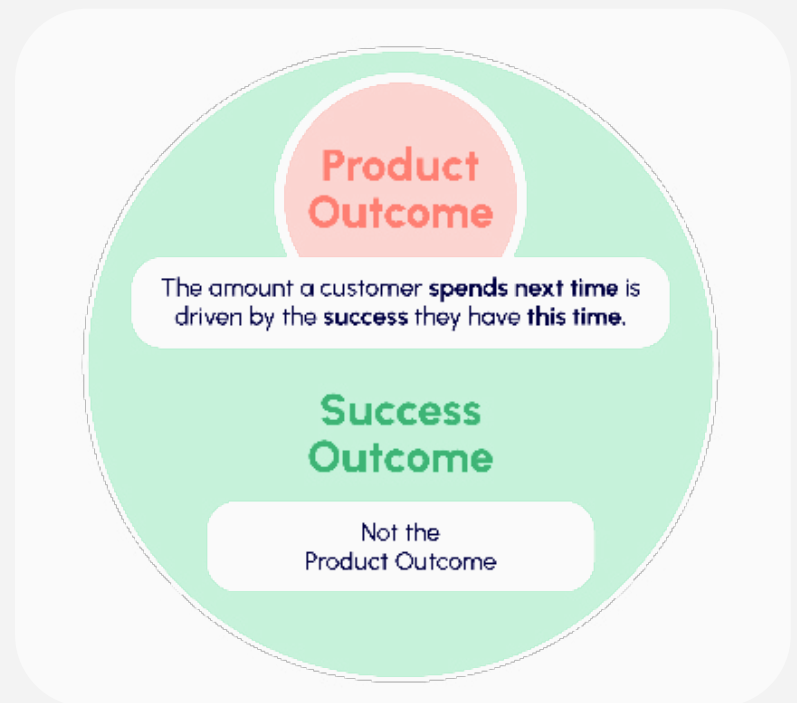 Product
Outcome
The amount a customer spends next time is
driven by the success they have this time.
Success
Outcome
Not the
Product Outcome